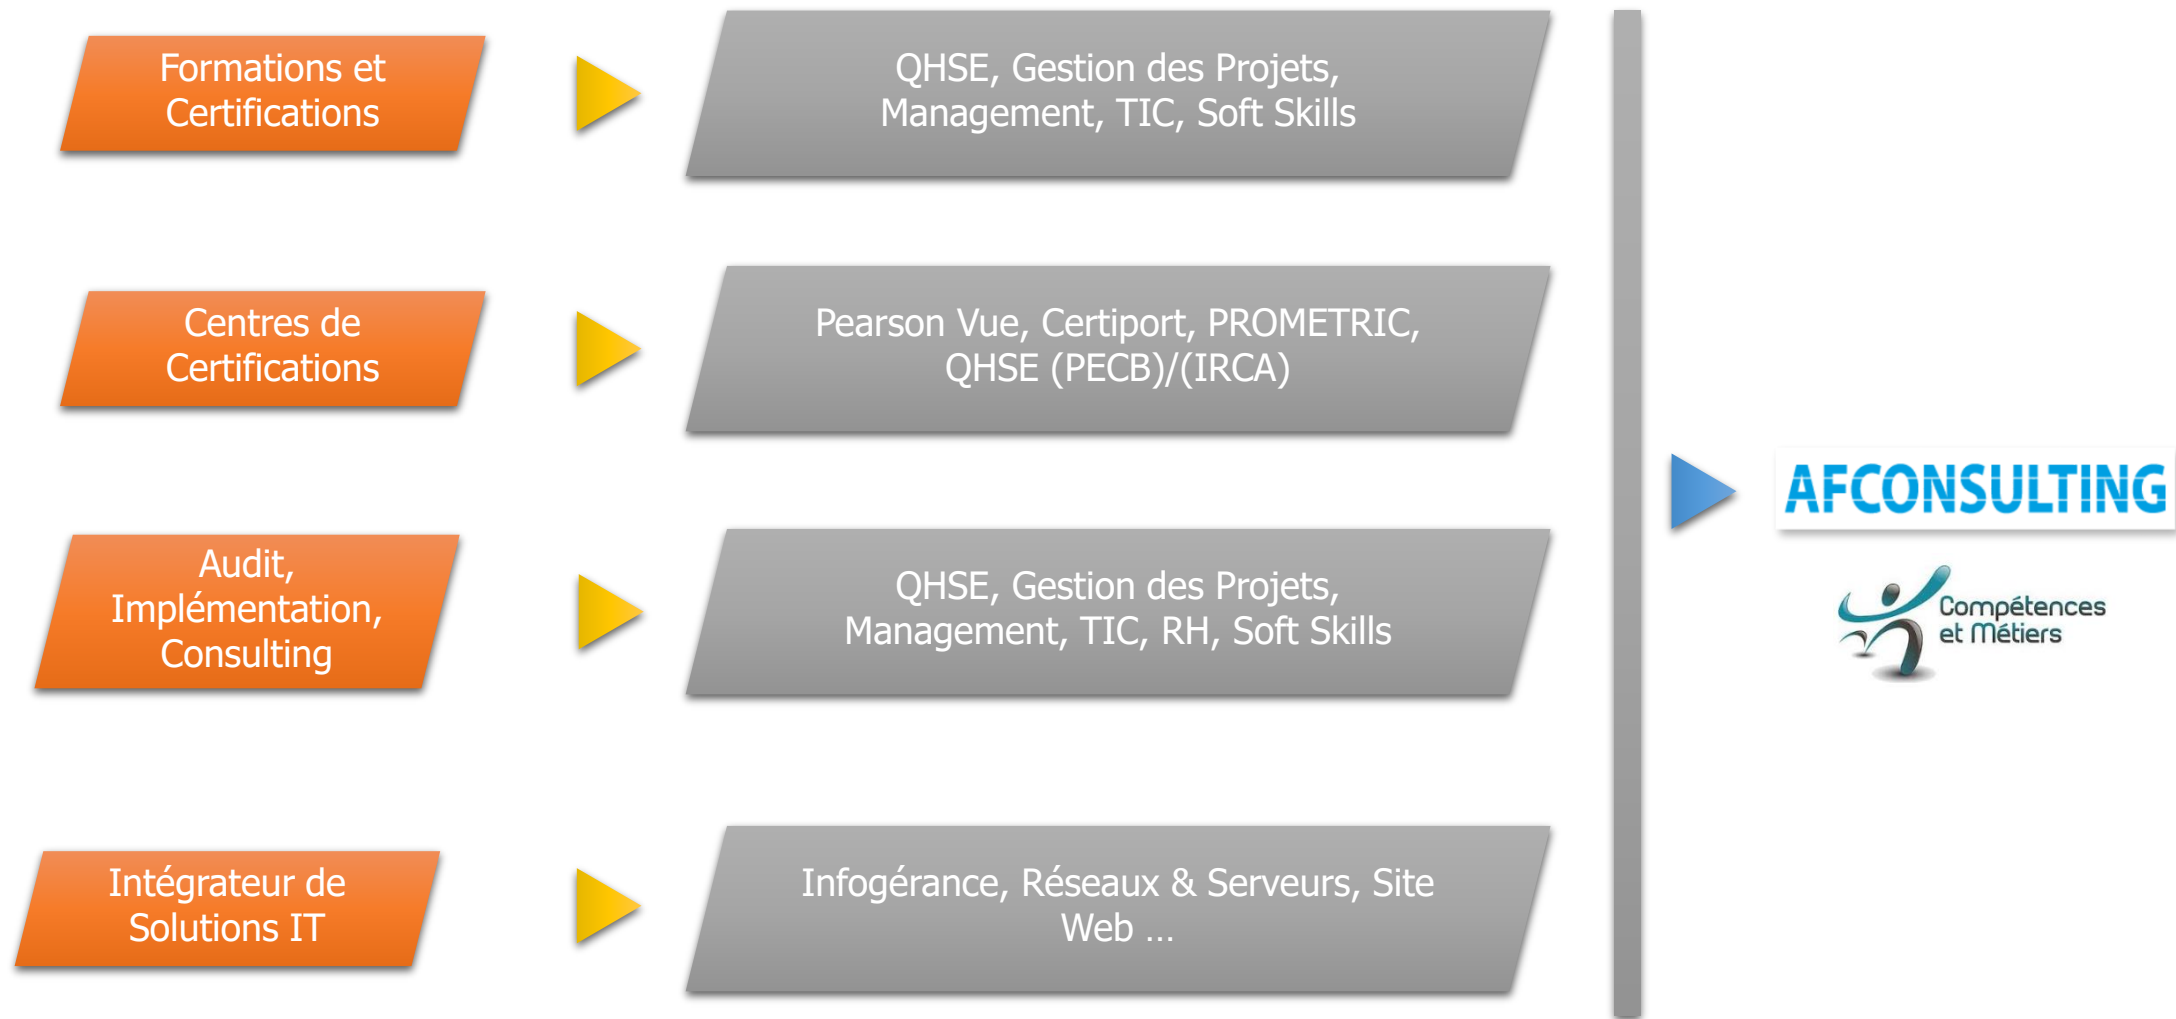 Formations et
Certifications
QHSE, Gestion des Projets,
Management, TIC, Soft Skills
Centres de
Certifications
Pearson Vue, Certiport, PROMETRIC,
QHSE (PECB)/(IRCA)
Audit,
Implémentation,
Consulting
QHSE, Gestion des Projets,
Management, TIC, RH, Soft Skills
Intégrateur de
Solutions IT
Infogérance, Réseaux & Serveurs, Site
Web ...
AFCONSULTING
Compétences
et Métiers